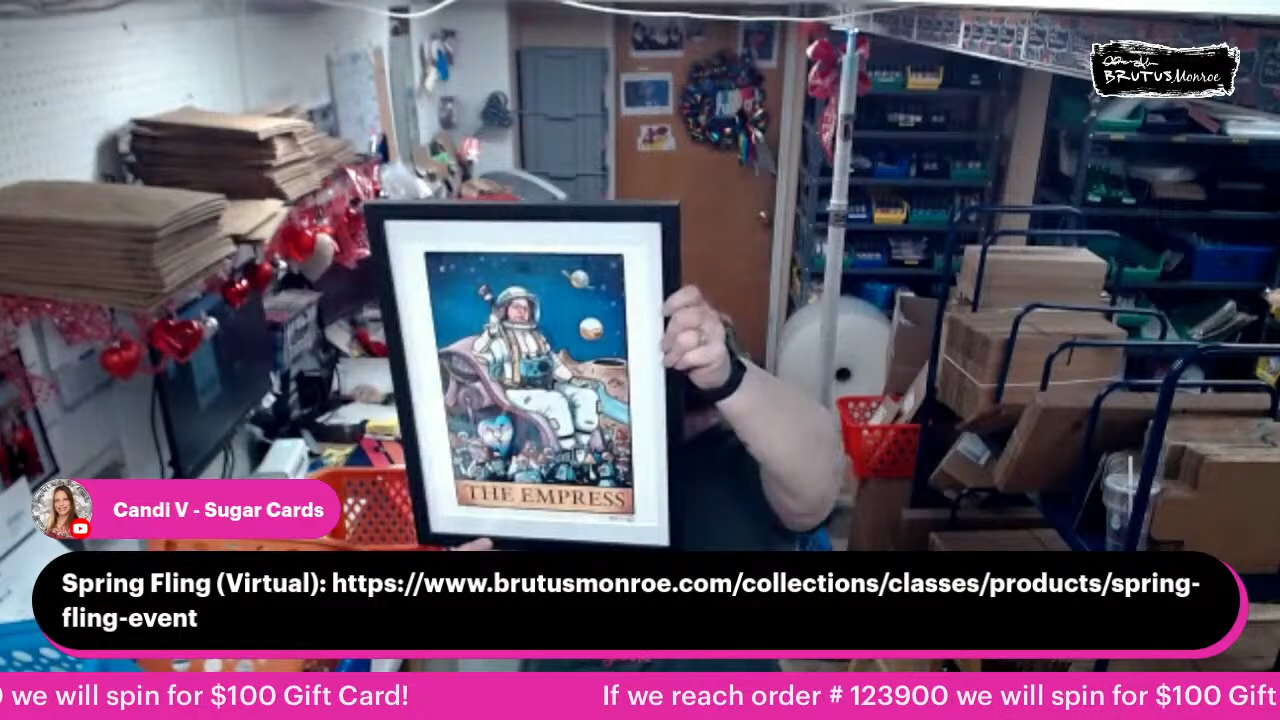 BRUTUS Monroe
THE EMPRESS
Candi V - Sugar Cards
Spring Fling (Virtual): https://www.brutusmonroe.com/collections/classes/products/spring-
fling-event
we will spin for $100 Gift Card! If we reach order # 123900 we will spin for $100 Gift